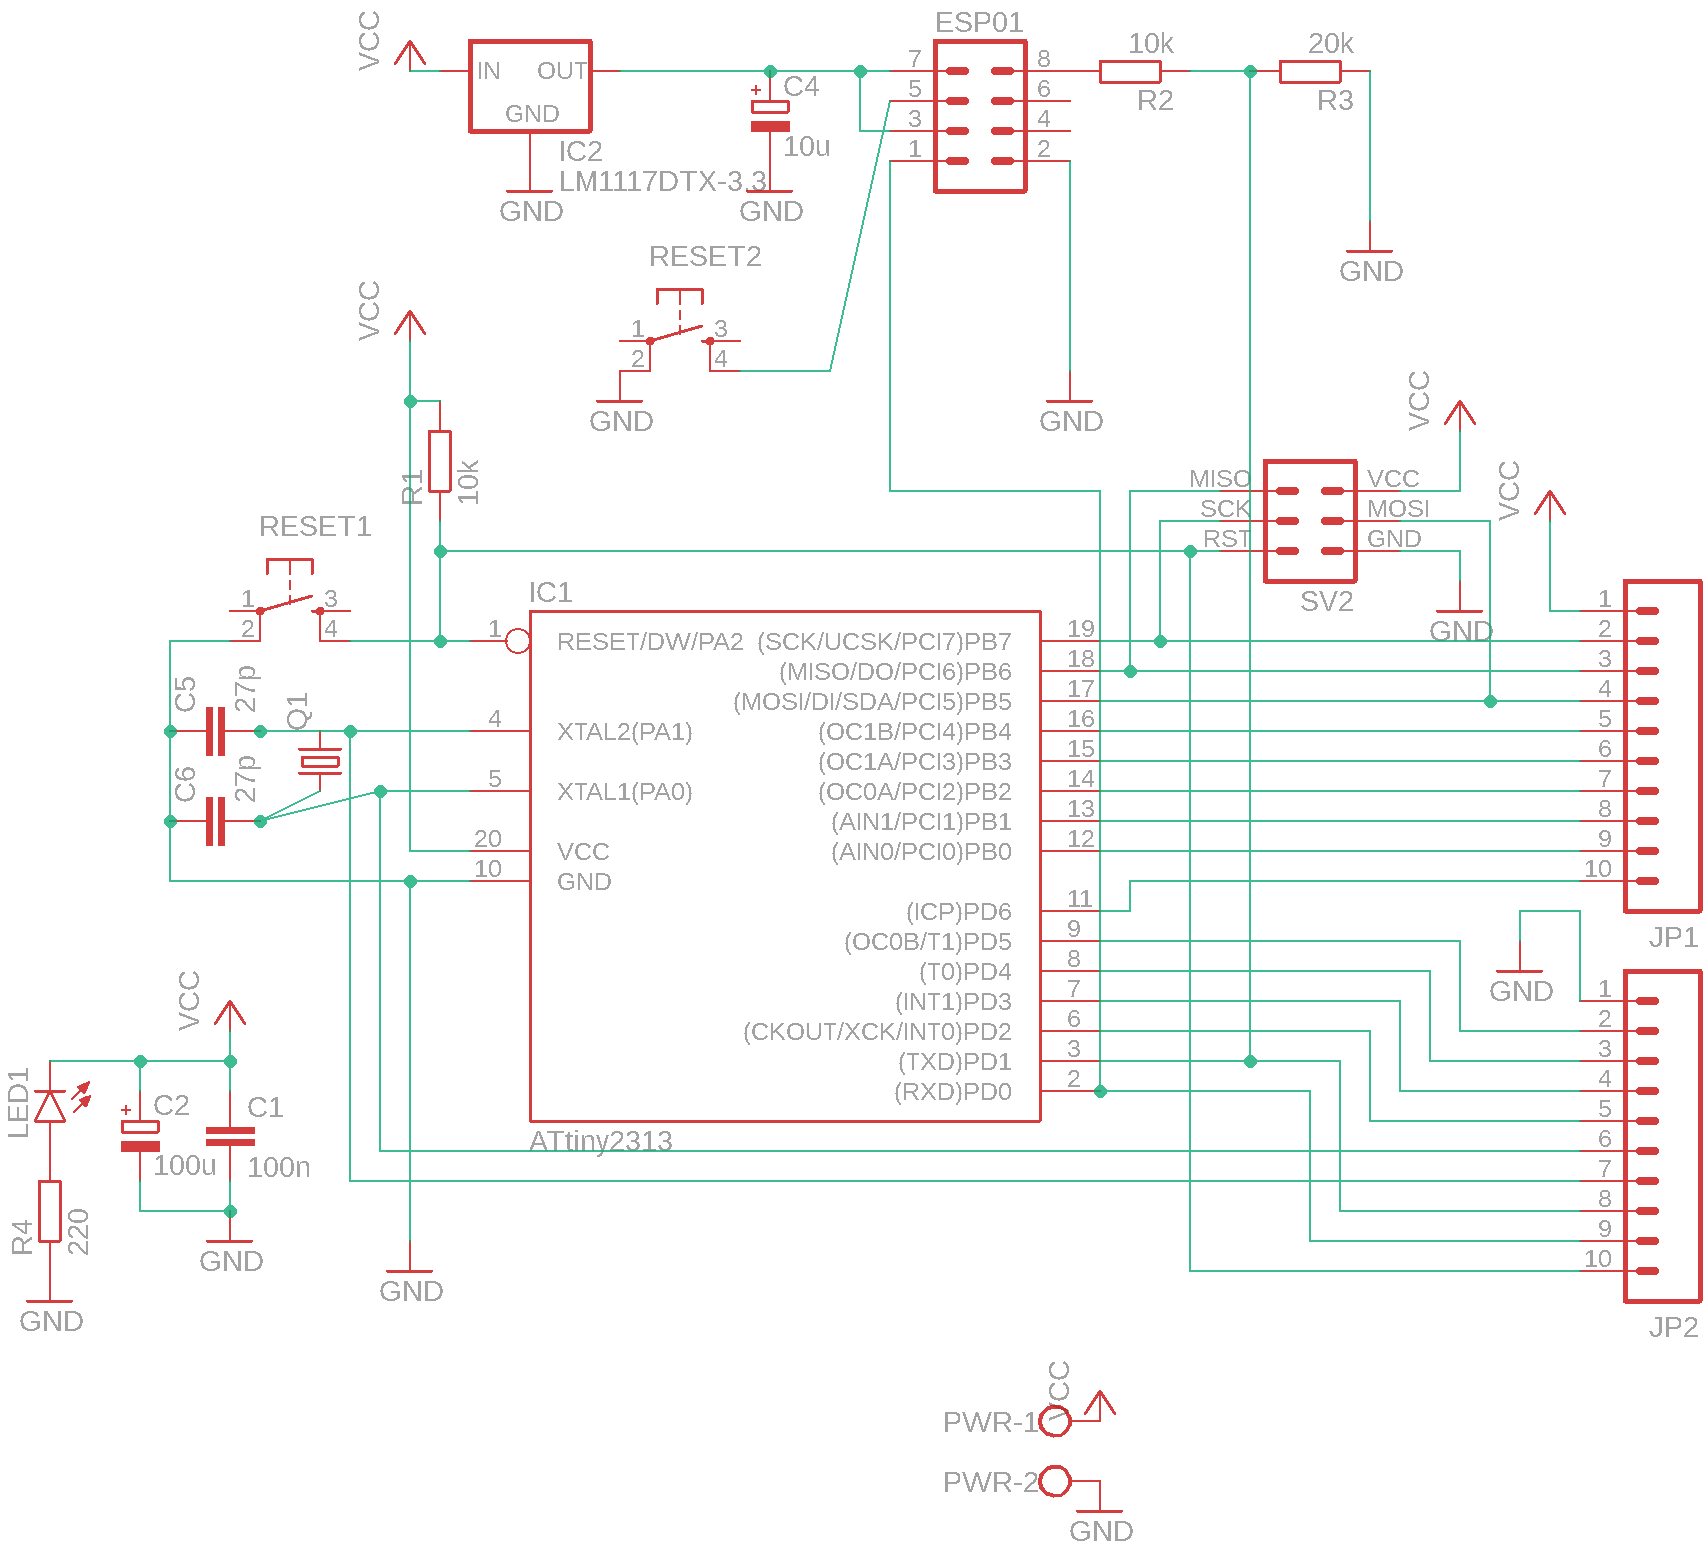 VCC
IN
OUT
GND
IC2
LM1117DTX-3.3
GND
+
C4
10u
GND
ESP01
7
5
3
1
8
6
4
2
10k
R2
20k
R3
GND
RESET2
1
2
3
4
GND
GND
VCC
R1
10k
RESET1
1
2
3
4
MISO
SCK
RST
VCC
MOSI
GND
SV2
VCC
GND
VCC
C5
27p
C6
27p
Q1
IC1
1
4
5
20
10
RESET/DW/PA2
XTAL2(PA1)
XTAL1(PA0)
VCC
GND
(SCK/UCSK/PCI7)PB7
(MISO/DO/PCI6)PB6
(MOSI/DI/SDA/PCI5)PB5
(OC1B/PCI4)PB4
(OC1A/PCI3)PB3
(OC0A/PCI2)PB2
(AIN1/PCI1)PB1
(AIN0/PCI0)PB0
(ICP)PD6
(OC0B/T1)PD5
(T0)PD4
(INT1)PD3
(CKOUT/XCK/INT0)PD2
(TXD)PD1
(RXD)PD0
19
18
17
16
15
14
13
12
11
9
8
7
6
3
2
ATtiny2313
1
2
3
4
5
6
7
8
9
10
JP1
GND
1
2
3
4
5
6
7
8
9
10
JP2
VCC
LED1
+
C2
100u
C1
100n
R4
220
GND
GND
GND
VCC
PWR-1
PWR-2
GND